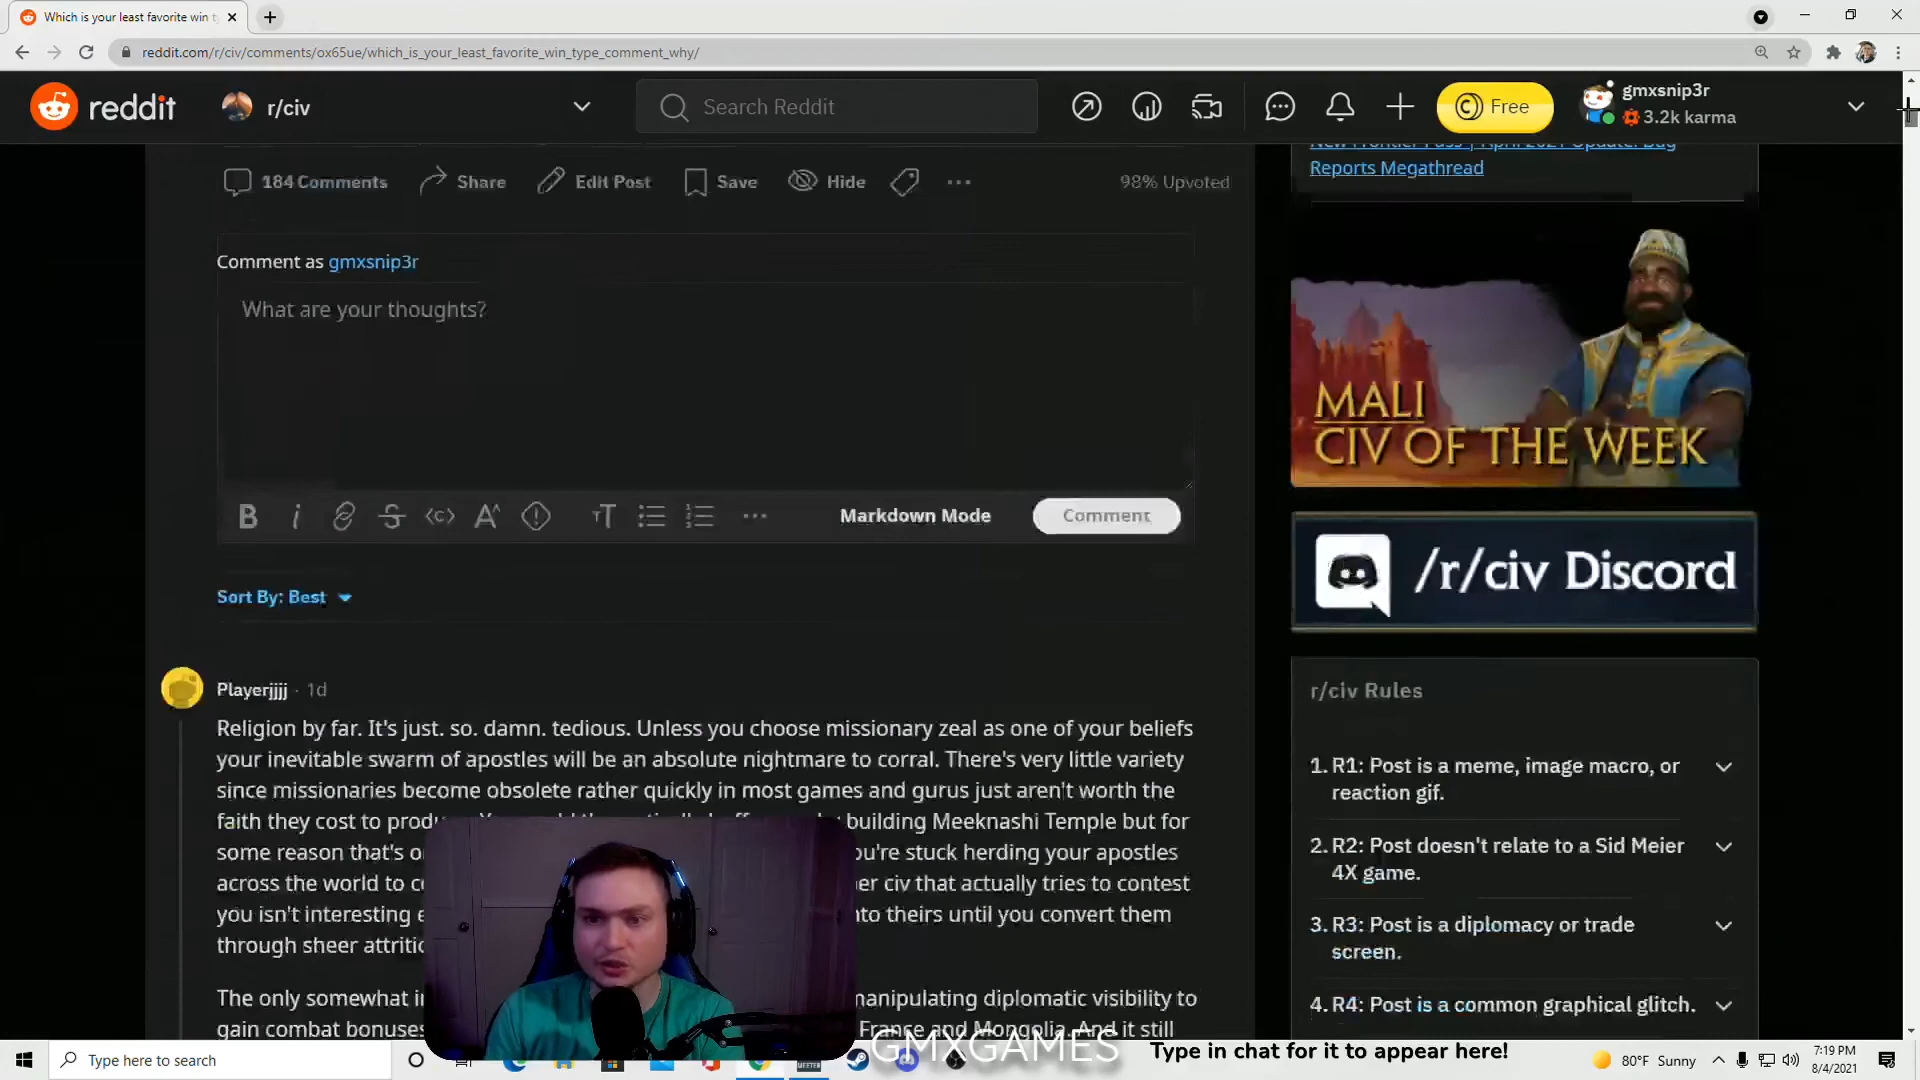 Which is your least favorite win t
reddit.com/r/civ/comments/ox65ue/which_is_your_least_favorite_win_type_comment_why/
reddit
r/civ
Search Reddit
Free
gmxsnip3r
3.2k karma
184 Comments
Share
Edit Post
Save
Hide
98% Upvoted
New Frontier Pass | April 2021 Update: Bug
Reports Megathread
Comment as gmxsnip3r
What are your thoughts?
Markdown Mode
Comment
MALI
CIV OF THE WEEK
/r/civ Discord
Sort By: Best
Playerjjjj · 1d
Religion by far. It's just. so. damn. tedious. Unless you choose missionary zeal as one of your beliefs
your inevitable swarm of apostles will be an absolute nightmare to corral. There's very little variety
since missionaries become obsolete rather quickly in most games and gurus just aren't worth the
faith they cost to produ building Meeknashi Temple but for
some reason that's o ou're stuck herding your apostles
across the world to c er civ that actually tries to contest
you isn't interesting e nto theirs until you convert them
through sheer attriti
The only somewhat i manipulating diplomatic visibility to
gain combat bonuses France and Mongolia. And it still
r/civ Rules
1. R1: Post is a meme, image macro, or
reaction gif.
2. R2: Post doesn't relate to a Sid Meier
4X game.
3. R3: Post is a diplomacy or trade
screen.
4. R4: Post is a common graphical glitch.
GMXGAMES
Type in chat for it to appear here!
Type here to search
80°F Sunny
7:19 PM
8/4/2021